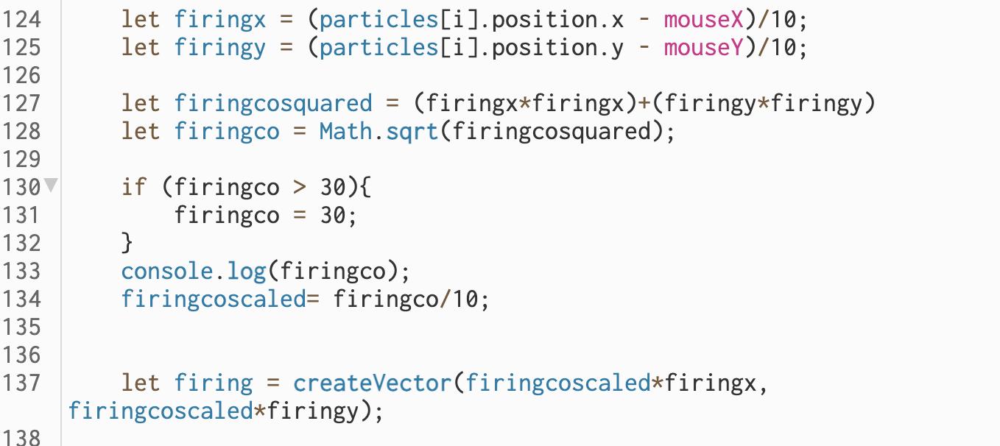 124 let firingx = (particles[i].position.x - mouseX)/10;
125 let firingy = (particles[i].position.y - mouseY)/10;
126
127 let firingcosquared = (firingx*firingx)+(firingy*firingy)
128 let firingco = Math.sqrt(firingcosquared);
129
130 if (firingco > 30){
131 firingco = 30;
132 }
133 console.log(firingco);
134 firingcoscaled= firingco/10;
135
136
137 let firing = createVector(firingcoscaled*firingx,
firingcoscaled*firingy);
138